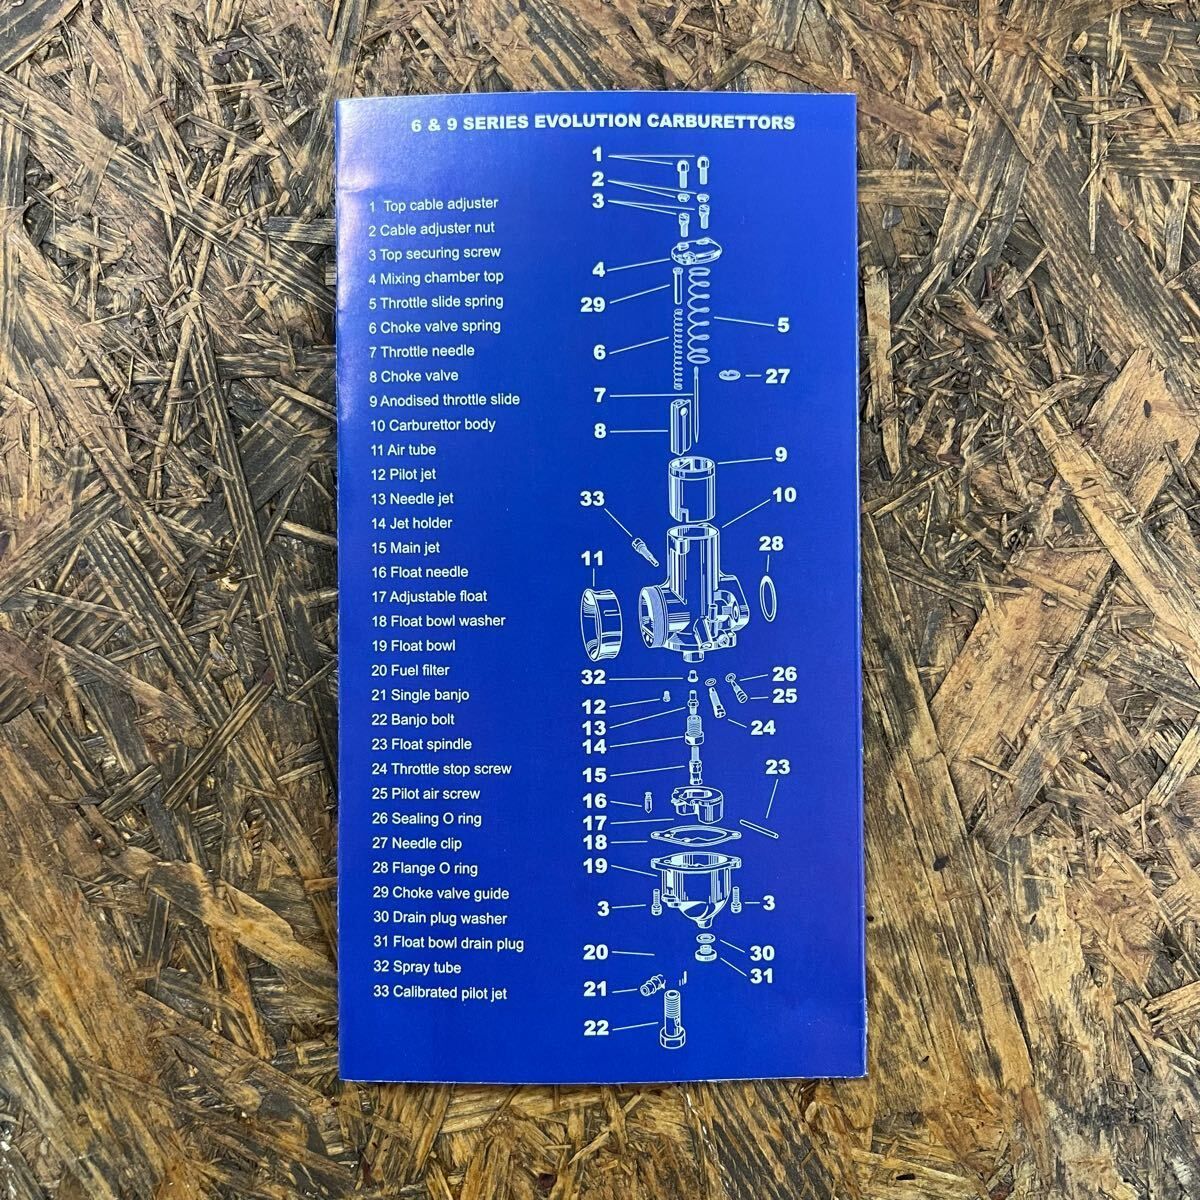 6 & 9 SERIES EVOLUTION CARBURETTORS
1 Top cable adjuster
2 Cable adjuster nut
3 Top securing screw
4 Mixing chamber top
5 Throttle slide spring
6 Choke valve spring
7 Throttle needle
8 Choke valve
9 Anodised throttle slide
10 Carburettor body
11 Air tube
12 Pilot jet
13 Needle jet
14 Jet holder
15 Main jet
16 Float needle
17 Adjustable float
18 Float bowl washer
19 Float bowl
20 Fuel filter
21 Single banjo
22 Banjo bolt
23 Float spindle
24 Throttle stop screw
25 Pilot air screw
26 Sealing O ring
27 Needle clip
28 Flange O ring
29 Choke valve guide
30 Drain plug washer
31 Float bowl drain plug
32 Spray tube
33 Calibrated pilot jet
1
2
3
4
29
5
6
27
7
8
9
33
10
28
11
32
26
25
12
13
24
14
15
23
16
17
18
19
3
3
20
30
31
21
22